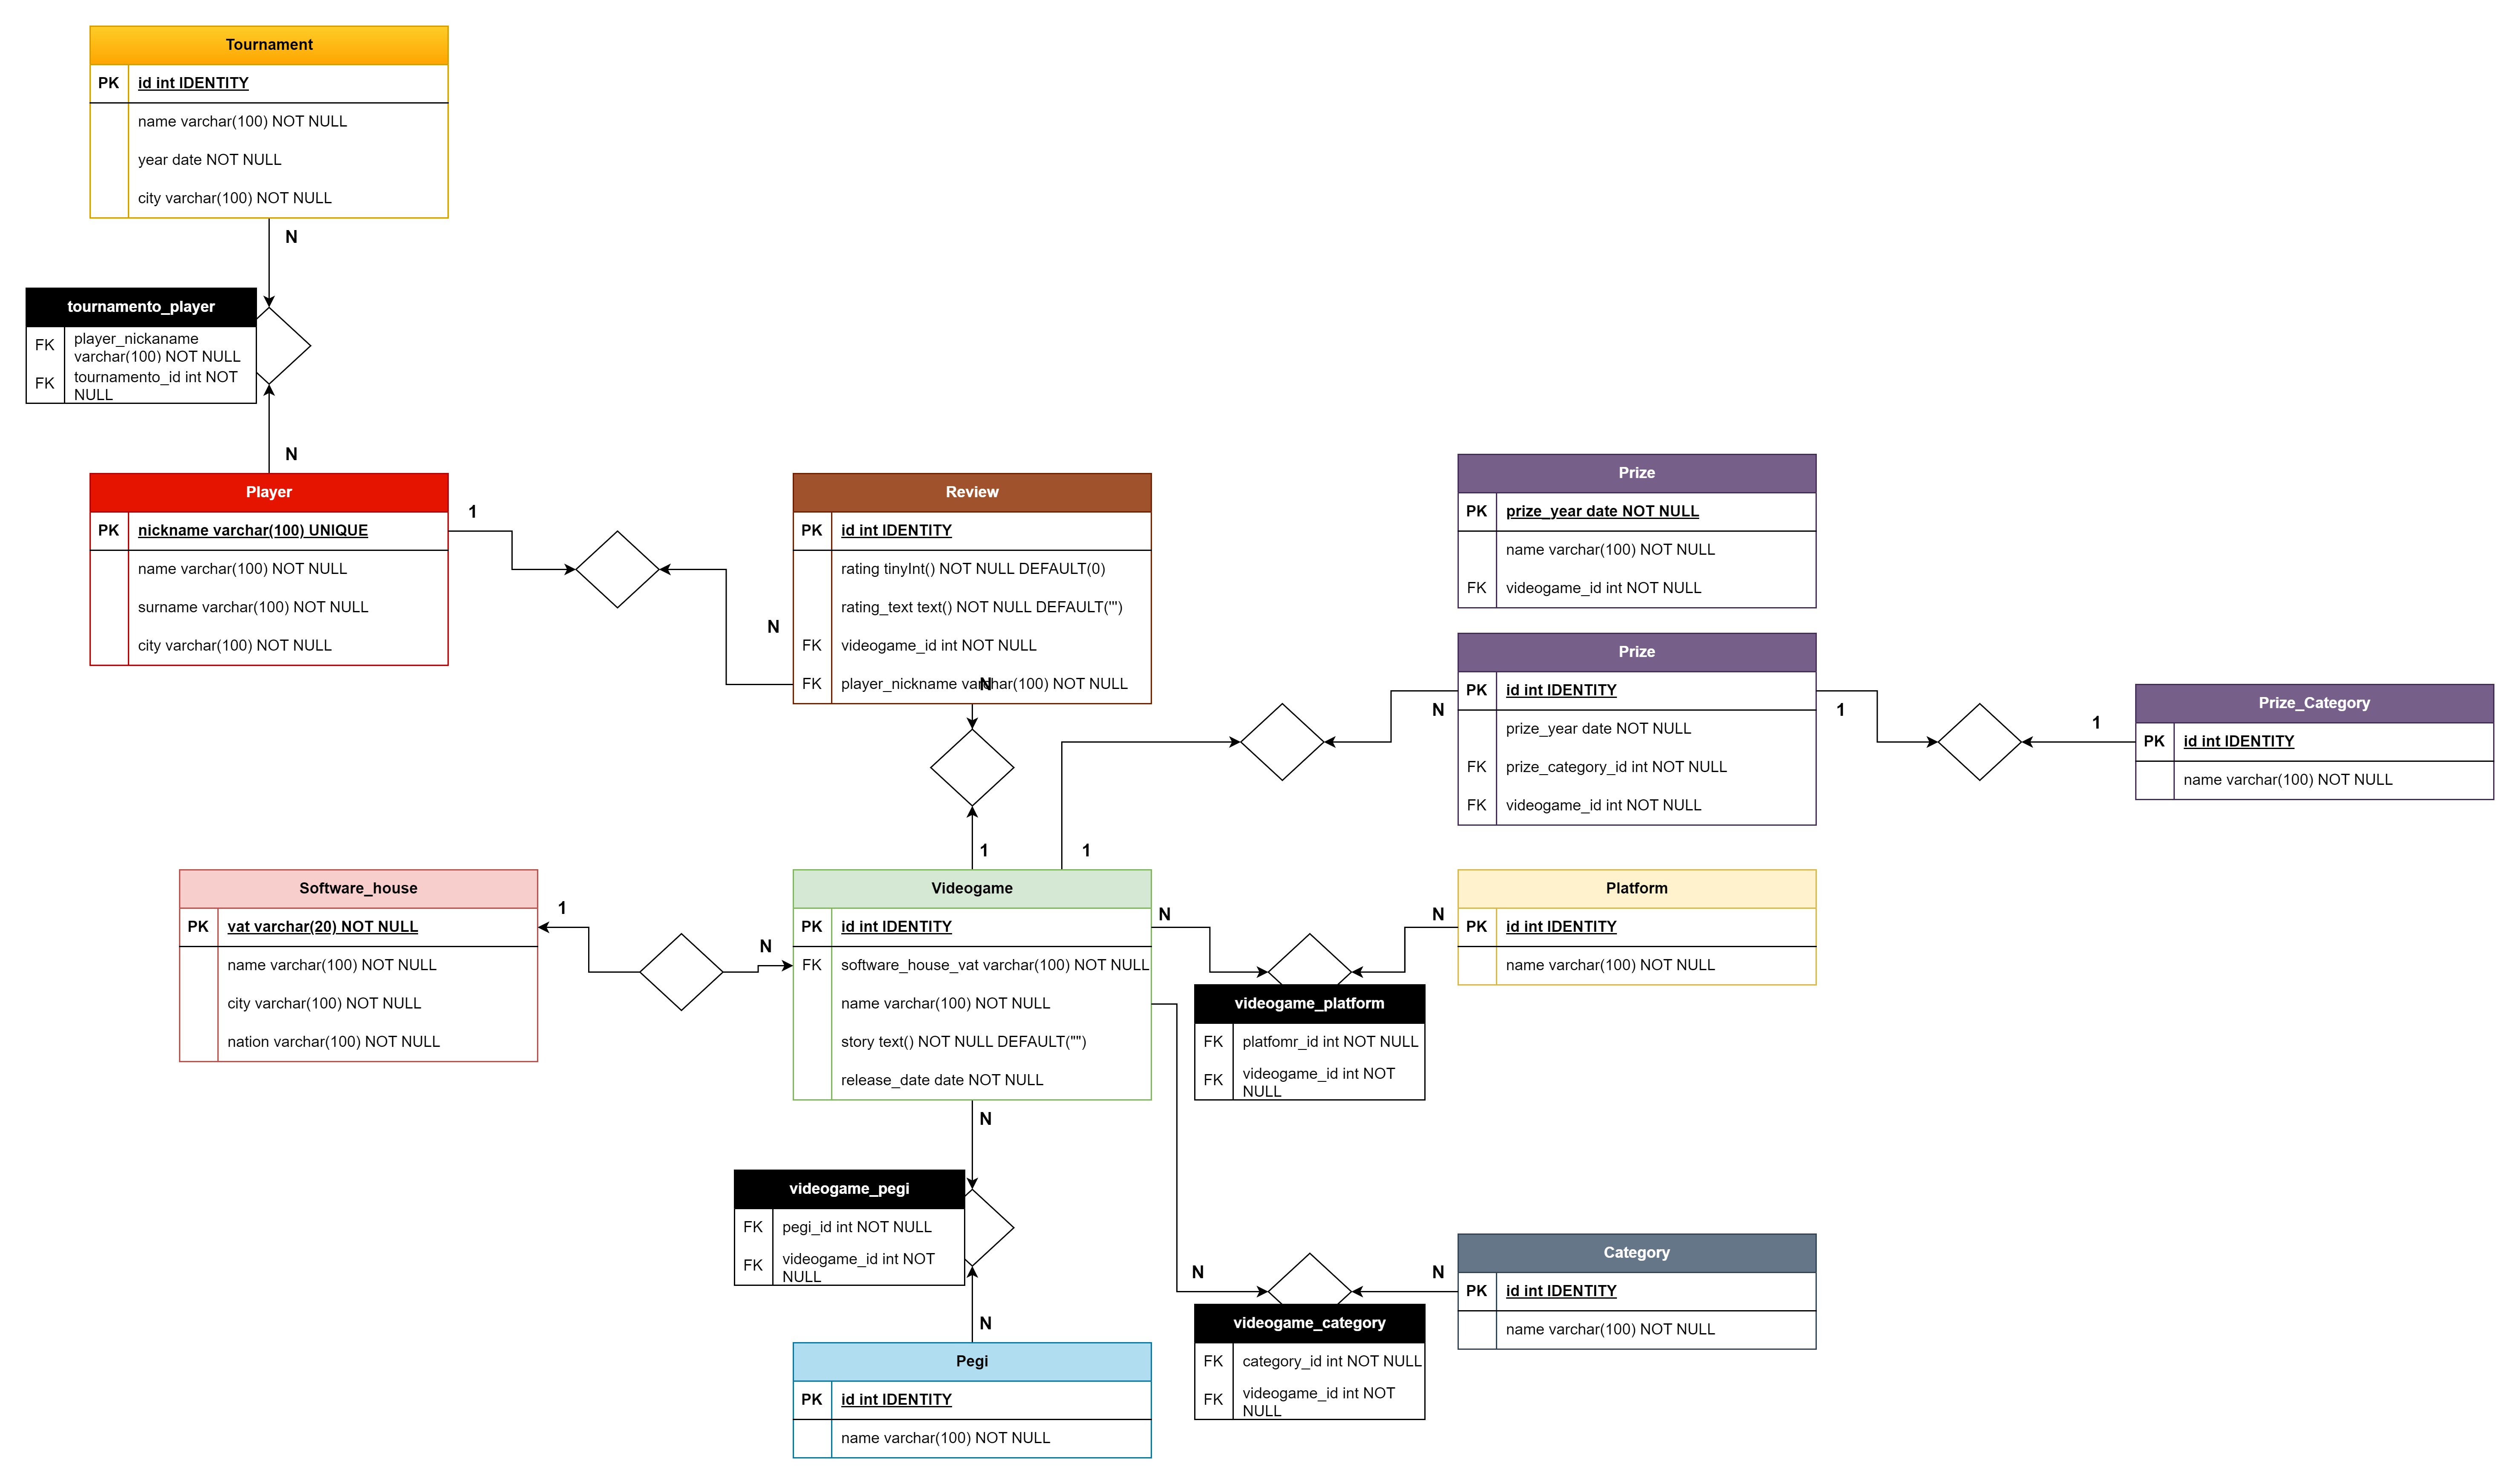 Tournament
PK id int IDENTITY
name varchar(100) NOT NULL
year date NOT NULL
city varchar(100) NOT NULL
N
tournamento_player
FK player_nickaname
varchar(100) NOT NULL
FK tournamento_id int NOT
NULL
N
Player
PK nickname varchar(100) UNIQUE
name varchar(100) NOT NULL
surname varchar(100) NOT NULL
city varchar(100) NOT NULL
1
N
Review
PK id int IDENTITY
rating tinyInt() NOT NULL DEFAULT(0)
rating_text text() NOT NULL DEFAULT('")
FK videogame_id int NOT NULL
FK player_nickname varchar(100) NOT NULL
N
1
1
Prize
PK prize_year date NOT NULL
name varchar(100) NOT NULL
FK videogame_id int NOT NULL
Prize
PK id int IDENTITY
prize_year date NOT NULL
FK prize_category_id int NOT NULL
FK videogame_id int NOT NULL
N
1
1
Prize_Category
PK id int IDENTITY
name varchar(100) NOT NULL
Software_house
PK vat varchar(20) NOT NULL
name varchar(100) NOT NULL
city varchar(100) NOT NULL
nation varchar(100) NOT NULL
1
N
Videogame
PK id int IDENTITY
FK software_house_vat varchar(100) NOT NULL
name varchar(100) NOT NULL
story text() NOT NULL DEFAULT("")
release_date date NOT NULL
N
N
Platform
PK id int IDENTITY
name varchar(100) NOT NULL
videogame_platform
FK platfomr_id int NOT NULL
FK videogame_id int NOT
NULL
N
videogame_pegi
FK pegi_id int NOT NULL
FK videogame_id int NOT
NULL
N
Pegi
PK id int IDENTITY
name varchar(100) NOT NULL
N
N
Category
PK id int IDENTITY
name varchar(100) NOT NULL
videogame_category
FK category_id int NOT NULL
FK videogame_id int NOT
NULL